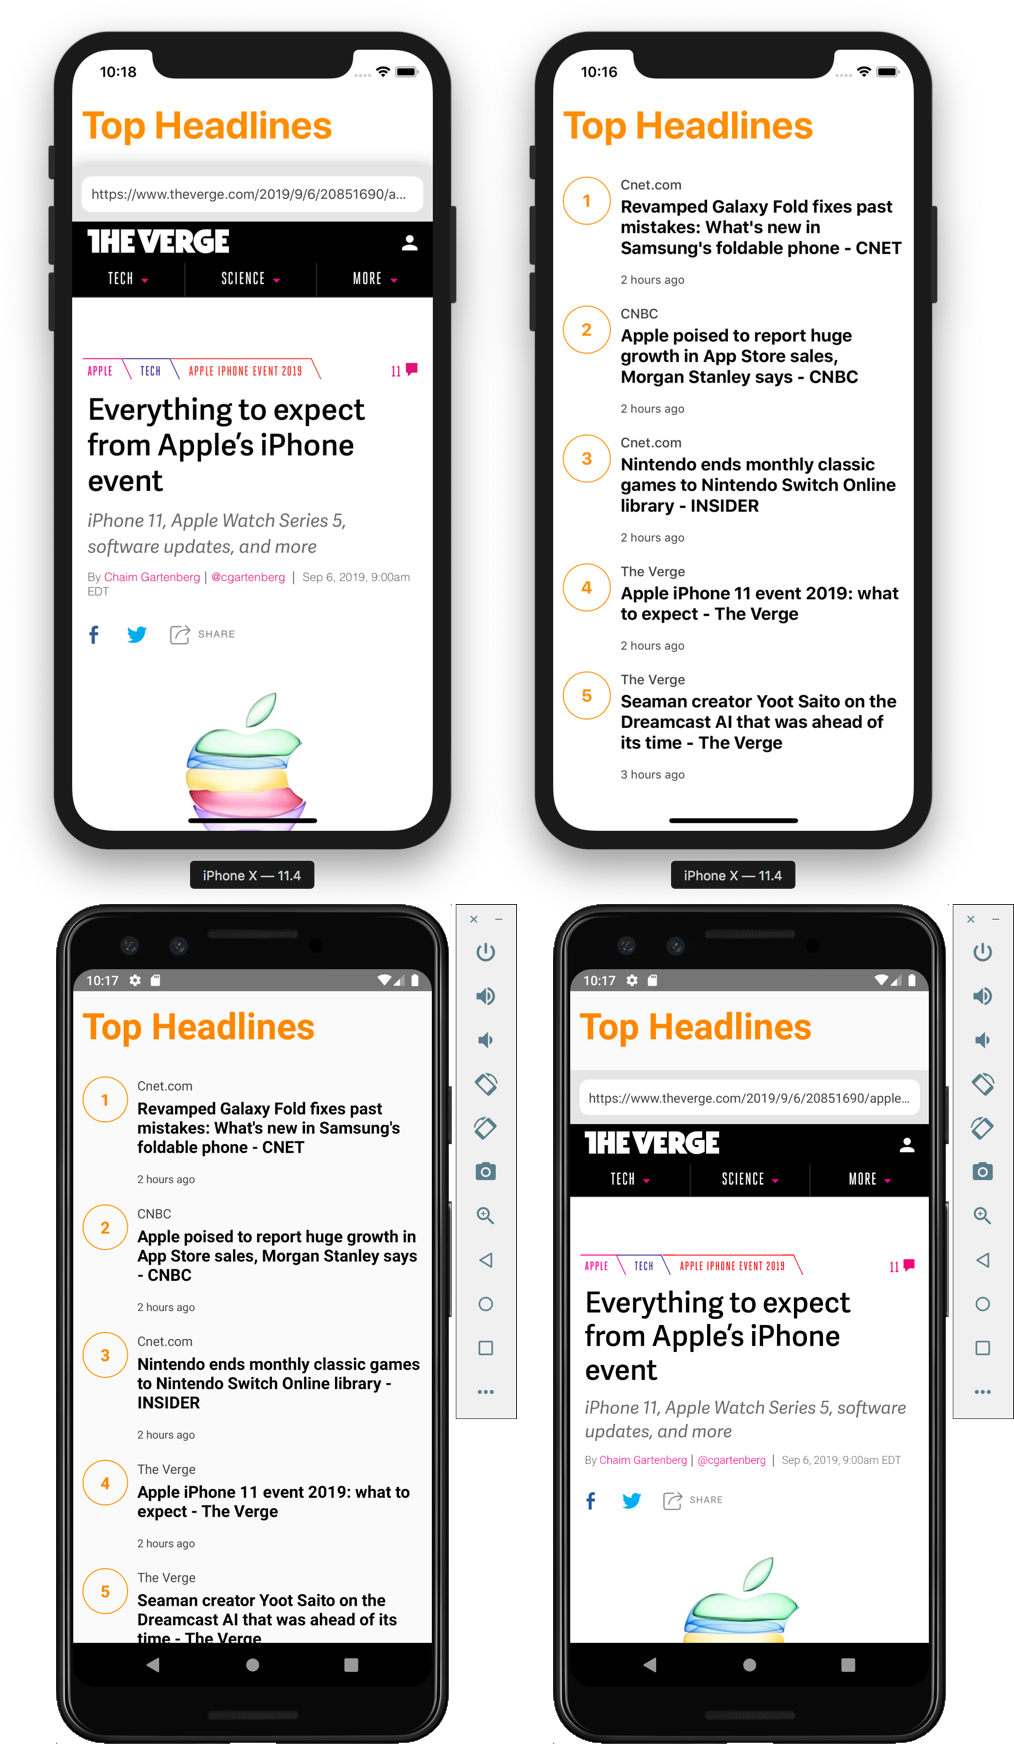 10:18
Top Headlines
https://www.theverge.com/2019/9/6/20851690/a...
THE VERGE
TECH
SCIENCE
MORE
APPLE
TECH
APPLE IPHONE EVENT 2019
11
Everything to expect
from Apple's iPhone
event
iPhone 11, Apple Watch Series 5,
software updates, and more
By Chaim Gartenberg | @cgartenberg | Sep 6, 2019, 9:00am
EDT
SHARE
iPhone X — 11.4
10:16
Top Headlines
1
Cnet.com
Revamped Galaxy Fold fixes past
mistakes: What's new in
Samsung's foldable phone - CNET
2 hours ago
2
CNBC
Apple poised to report huge
growth in App Store sales,
Morgan Stanley says - CNBC
2 hours ago
3
Cnet.com
Nintendo ends monthly classic
games to Nintendo Switch Online
library - INSIDER
2 hours ago
4
The Verge
Apple iPhone 11 event 2019: what
to expect - The Verge
2 hours ago
5
The Verge
Seaman creator Yoot Saito on the
Dreamcast AI that was ahead of
its time - The Verge
3 hours ago
iPhone X — 11.4
10:17
Top Headlines
1
Cnet.com
Revamped Galaxy Fold fixes past
mistakes: What's new in Samsung's
foldable phone - CNET
2 hours ago
2
CNBC
Apple poised to report huge growth in
App Store sales, Morgan Stanley says
- CNBC
2 hours ago
3
Cnet.com
Nintendo ends monthly classic games
to Nintendo Switch Online library -
INSIDER
2 hours ago
4
The Verge
Apple iPhone 11 event 2019: what to
expect - The Verge
2 hours ago
5
The Verge
Seaman creator Yoot Saito on the
Dreamcast AI that was ahead of its
time - The Verge
10:17
Top Headlines
https://www.theverge.com/2019/9/6/20851690/apple...
THE VERGE
TECH
SCIENCE
MORE
APPLE
TECH
APPLE IPHONE EVENT 2019
11
Everything to expect
from Apple's iPhone
event
iPhone 11, Apple Watch Series 5, software
updates, and more
By Chaim Gartenberg | @cgartenberg | Sep 6, 2019, 9:00am EDT
SHARE